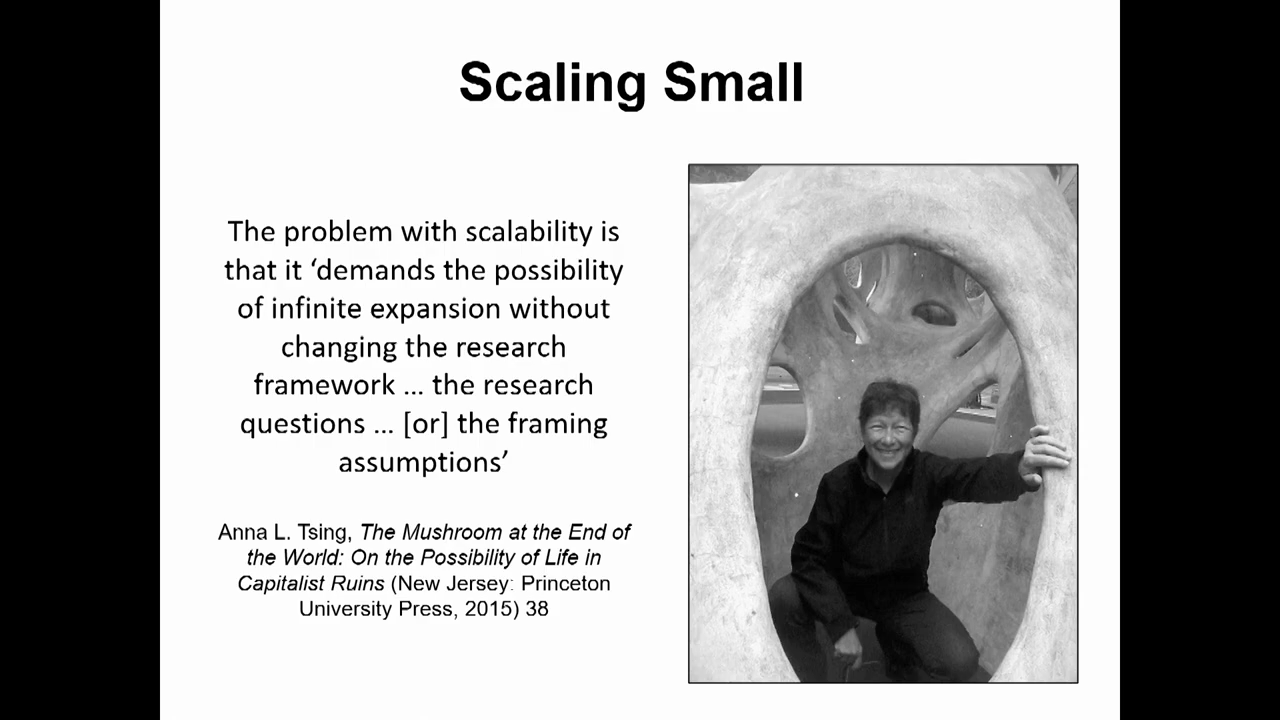 Scaling Small
The problem with scalability is
that it ‘demands the possibility
of infinite expansion without
changing the research
framework … the research
questions … [or] the framing
assumptions’
Anna L. Tsing, The Mushroom at the End of
the World: On the Possibility of Life in
Capitalist Ruins (New Jersey: Princeton
University Press, 2015) 38